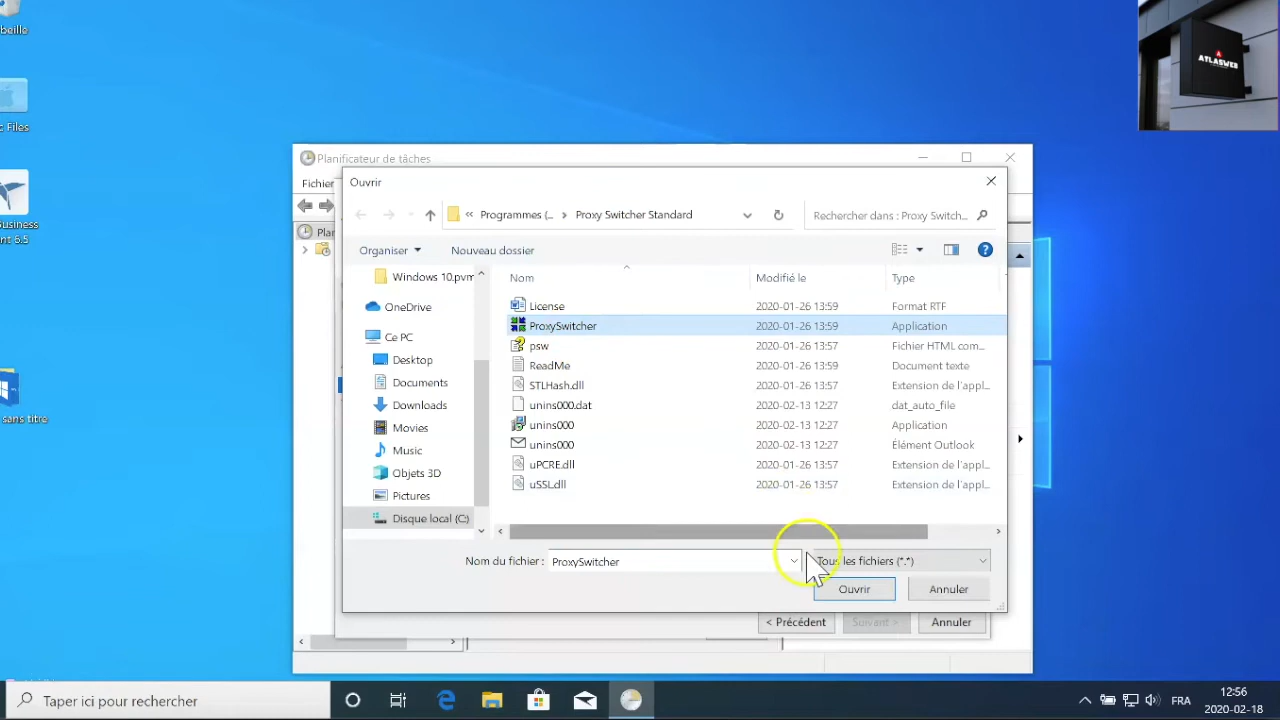 beille
c Files
Business
nt 6.5
sans titre
ATLASWEB
Planificateur de tâches
Fichier
Plan
Ouvrir
« Programmes (... > Proxy Switcher Standard
Rechercher dans : Proxy Switch...
Organiser
Nouveau dossier
Windows 10.pvm
OneDrive
Ce PC
Desktop
Documents
Downloads
Movies
Music
Objets 3D
Pictures
Disque local (C:)
Nom Modifié le Type
License 2020-01-26 13:59 Format RTF
ProxySwitcher 2020-01-26 13:59 Application
psw 2020-01-26 13:57 Fichier HTML com...
ReadMe 2020-01-26 13:57 Document texte
STLHash.dll 2020-01-26 13:57 Extension de l'appl...
unins000.dat 2020-02-13 12:27 dat_auto_file
unins000 2020-02-13 12:27 Application
unins000 2020-02-13 12:27 Élément Outlook
uPCRE.dll 2020-01-26 13:57 Extension de l'appl...
uSSL.dll 2020-01-26 13:57 Extension de l'appl...
Nom du fichier : ProxySwitcher
Tous les fichiers (*.*)
Ouvrir
Annuler
< Précédent
Suivant >
Annuler
Taper ici pour rechercher
FRA
12:56
2020-02-18